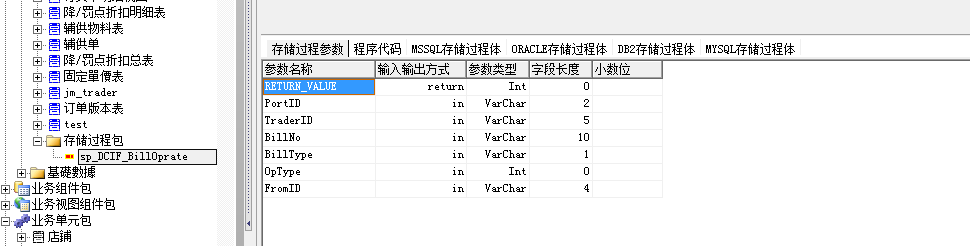 降/罚点折扣明细表
辅供物料表
辅供单
降/罚点折扣总表
固定單價表
jm_trader
订单版本表
test
存储过程包
sp_DCIF_BillOprate
基礎數據
业务组件包
业务视图组件包
业务单元包
店鋪
存储过程参数 程序代码 MSSQL存储过程体 ORACLE存储过程体 DB2存储过程体 MYSQL存储过程体
参数名称 输入输出方式 参数类型 字段长度 小数位
RETURN_VALUE return Int 0
PortID in VarChar 2
TraderID in VarChar 5
BillNo in VarChar 10
BillType in VarChar 1
OpType in Int 0
FromID in VarChar 4